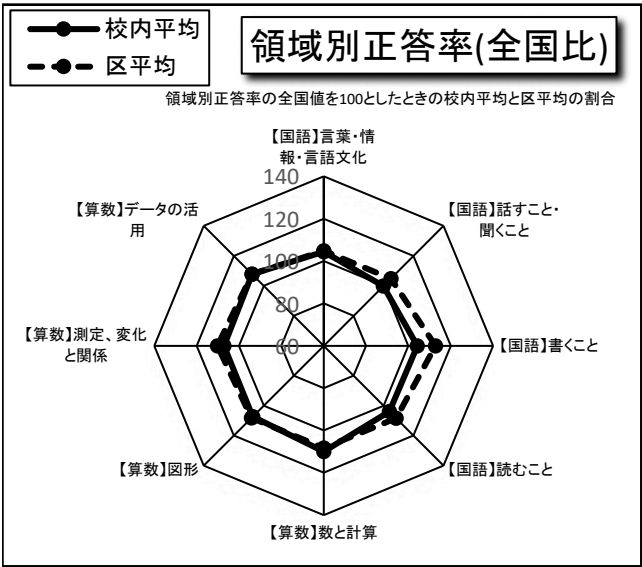 校内平均
区平均
領域別正答率(全国比)
領域別正答率の全国値を100としたときの校内平均と区平均の割合
【国語】言葉・情
報・言語文化
【国語】話すこと・
聞くこと
【国語】書くこと
【国語】読むこと
【算数】数と計算
【算数】図形
【算数】測定、変化
と関係
【算数】データの活
用
140
120
100
80
60